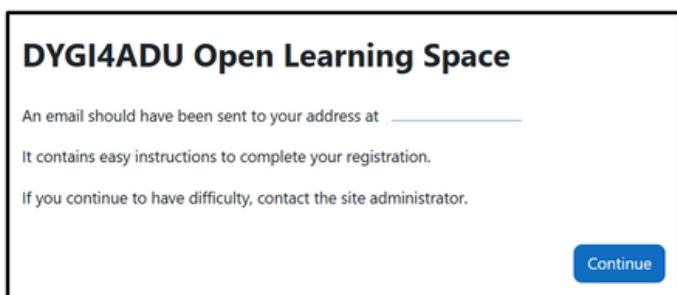 DYGI4ADU Open Learning Space
An email should have been sent to your address at
It contains easy instructions to complete your registration.
If you continue to have difficulty, contact the site administrator.
Continue